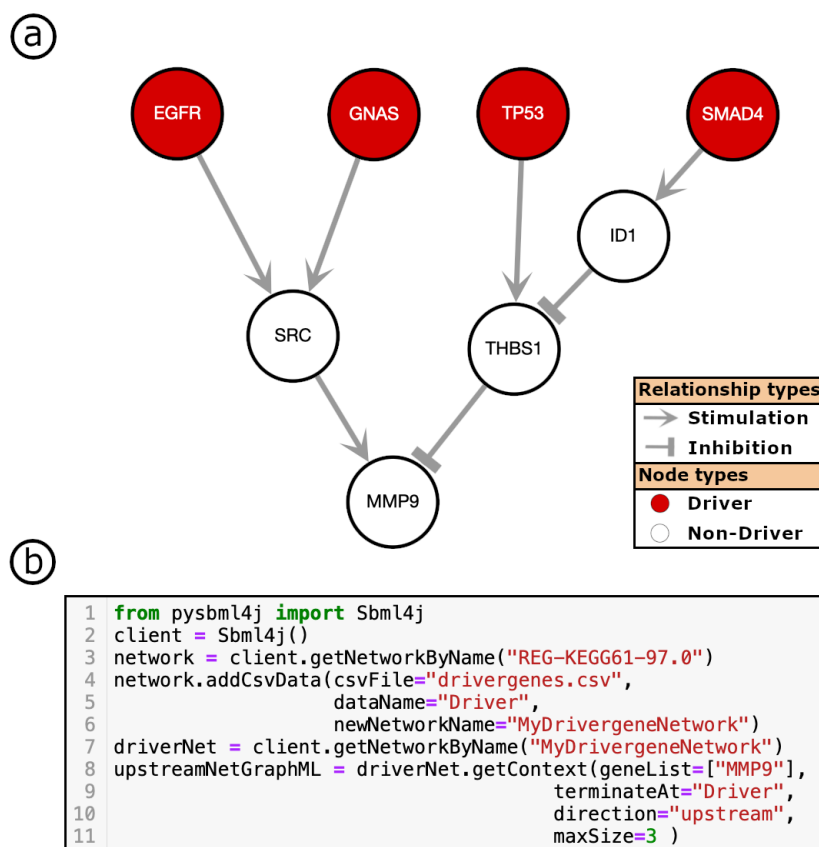 a
EGFR
GNAS
TP53
SMAD4
ID1
SRC
THBS1
MMP9
Relationship types
Stimulation
Inhibition
Node types
Driver
Non-Driver
b
1 from pysbml4j import Sbml4j
2 client = Sbml4j()
3 network = client.getNetworkByName("REG-KEGG61-97.0")
4 network.addCsvData(csvFile="drivergenes.csv",
5 dataName="Driver",
6 newNetworkName="MyDrivergeneNetwork")
7 driverNet = client.getNetworkByName("MyDrivergeneNetwork")
8 upstreamNetGraphML = driverNet.getContext(geneList=["MMP9"],
9 terminateAt="Driver",
10 direction="upstream",
11 maxSize=3 )